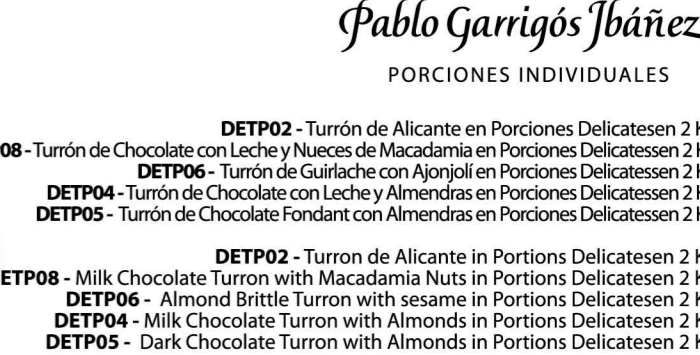 Pablo Garrigós Ibáñez
PORCIONES INDIVIDUALES
DETP02 - Turrón de Alicante en Porciones Delicatesen 2
08 - Turrón de Chocolate con Leche y Nueces de Macadamia en Porciones Delicatessen 2
DETP06 - Turrón de Guirlache con Ajonjolí en Porciones Delicatessen 2
DETP04 - Turrón de Chocolate con Leche y Almendras en Porciones Delicatessen 2
DETP05 - Turrón de Chocolate Fondant con Almendras en Porciones Delicatessen 2
DETP02 - Turron de Alicante in Portions Delicatesen 2
ETP08 - Milk Chocolate Turron with Macadamia Nuts in Portions Delicatesen 2
DETP06 - Almond Brittle Turron with sesame in Portions Delicatesen 2
DETP04 - Milk Chocolate Turron with Almonds in Portions Delicatesen 2
DETP05 - Dark Chocolate Turron with Almonds in Portions Delicatesen 2